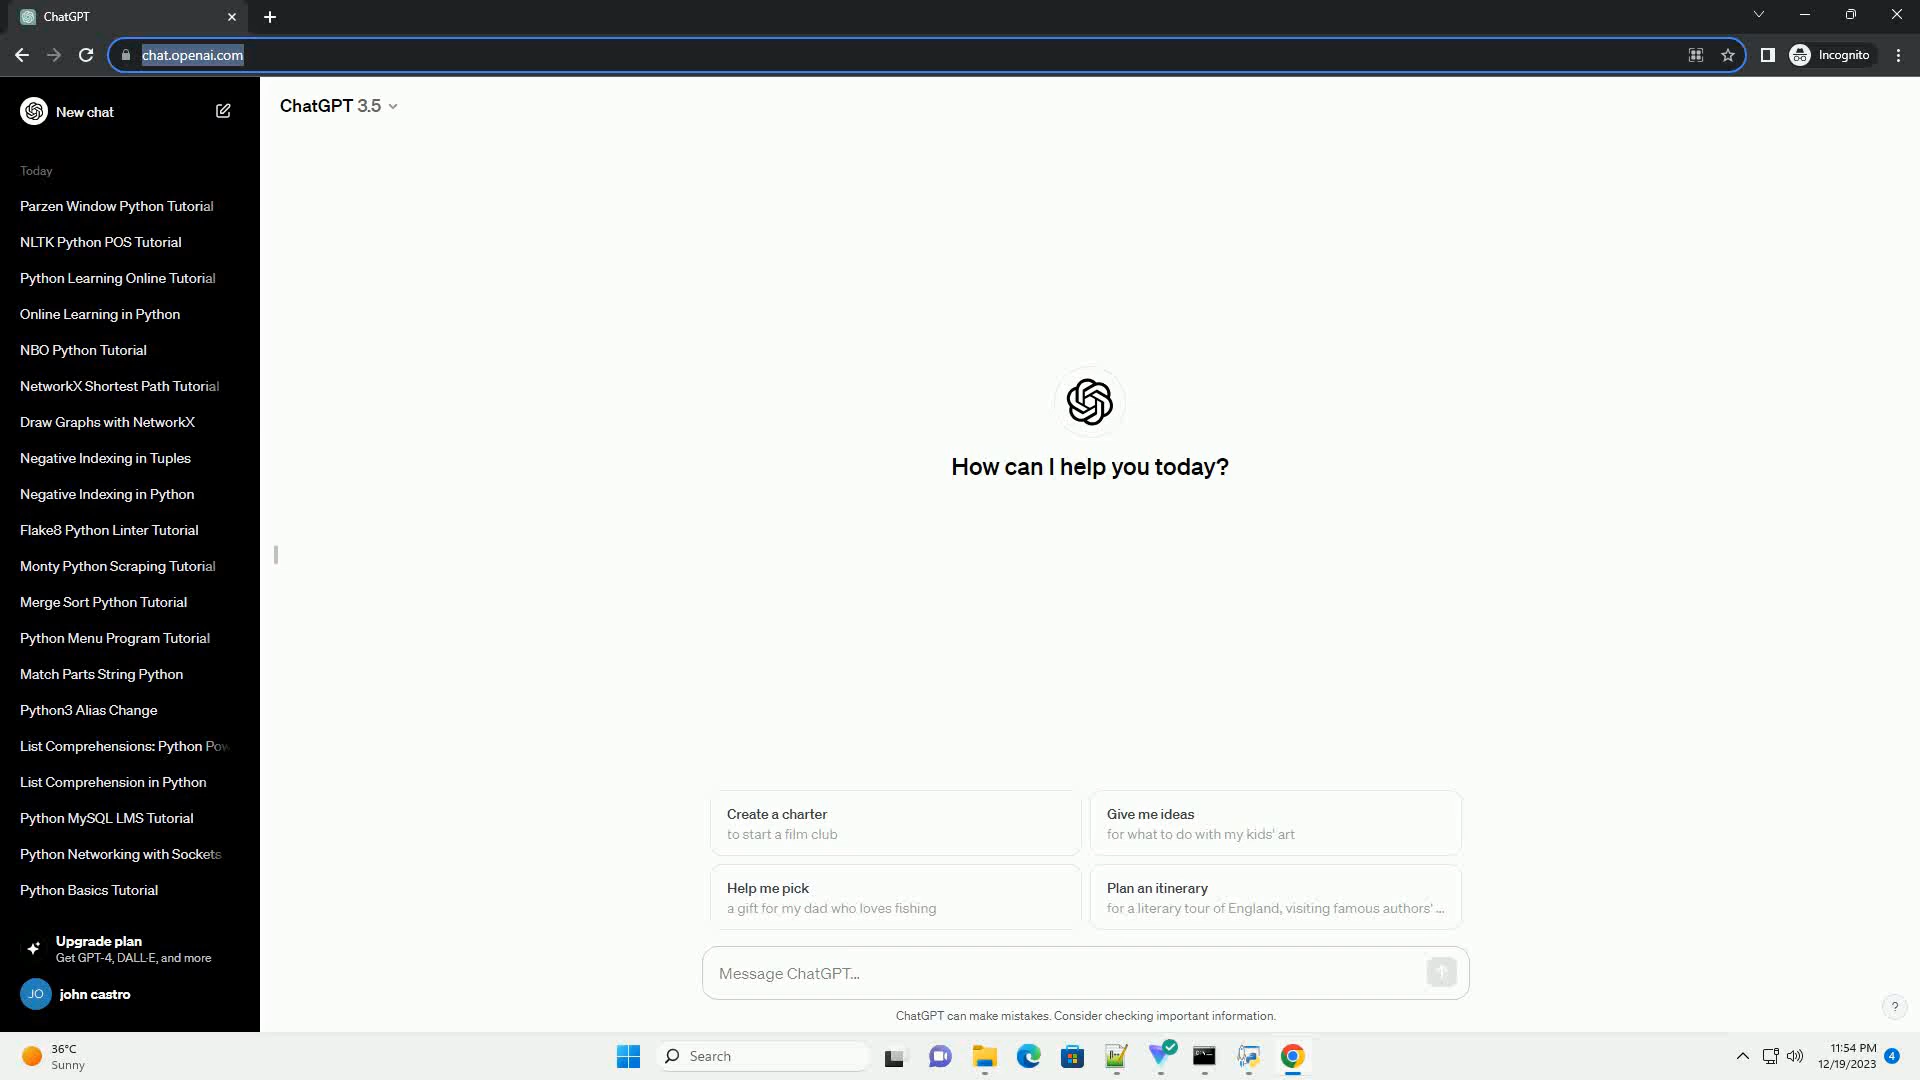 ChatGPT
chat.openai.com
Incognito
New chat
ChatGPT 3.5
Today
Parzen Window Python Tutorial
NLTK Python POS Tutorial
Python Learning Online Tutorial
Online Learning in Python
NBO Python Tutorial
NetworkX Shortest Path Tutorial
Draw Graphs with NetworkX
Negative Indexing in Tuples
Negative Indexing in Python
Flake8 Python Linter Tutorial
Monty Python Scraping Tutorial
Merge Sort Python Tutorial
Python Menu Program Tutorial
Match Parts String Python
Python3 Alias Change
List Comprehensions: Python Pow
List Comprehension in Python
Python MySQL LMS Tutorial
Python Networking with Sockets
Python Basics Tutorial
Upgrade plan
Get GPT-4, DALL·E, and more
JO
john castro
How can I help you today?
Create a charter
to start a film club
Give me ideas
for what to do with my kids' art
Help me pick
a gift for my dad who loves fishing
Plan an itinerary
for a literary tour of England, visiting famous authors' ...
Message ChatGPT...
ChatGPT can make mistakes. Consider checking important information.
?
36°C
Sunny
Search
11:54 PM
12/19/2023
4